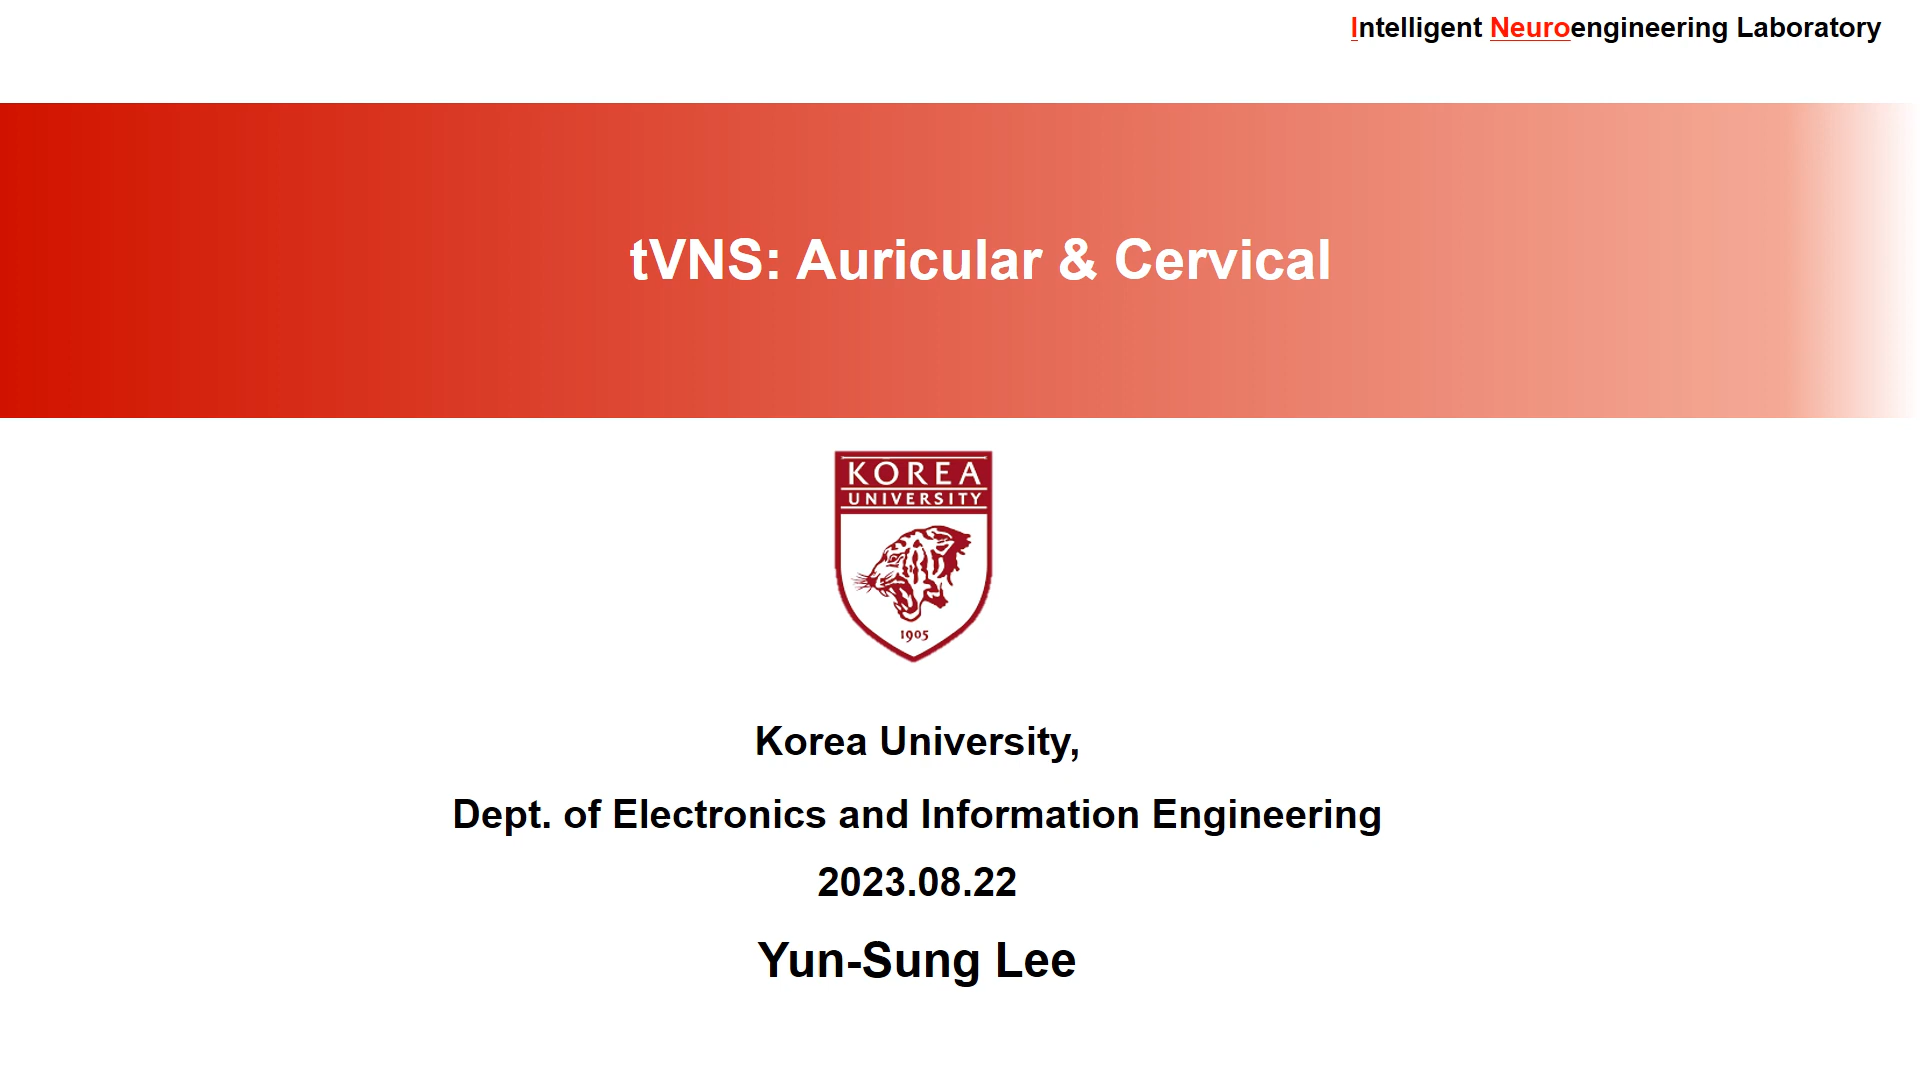 Intelligent Neuroengineering Laboratory
tVNS: Auricular & Cervical
KOREA
UNIVERSITY
1905
Korea University,
Dept. of Electronics and Information Engineering
2023.08.22
Yun-Sung Lee